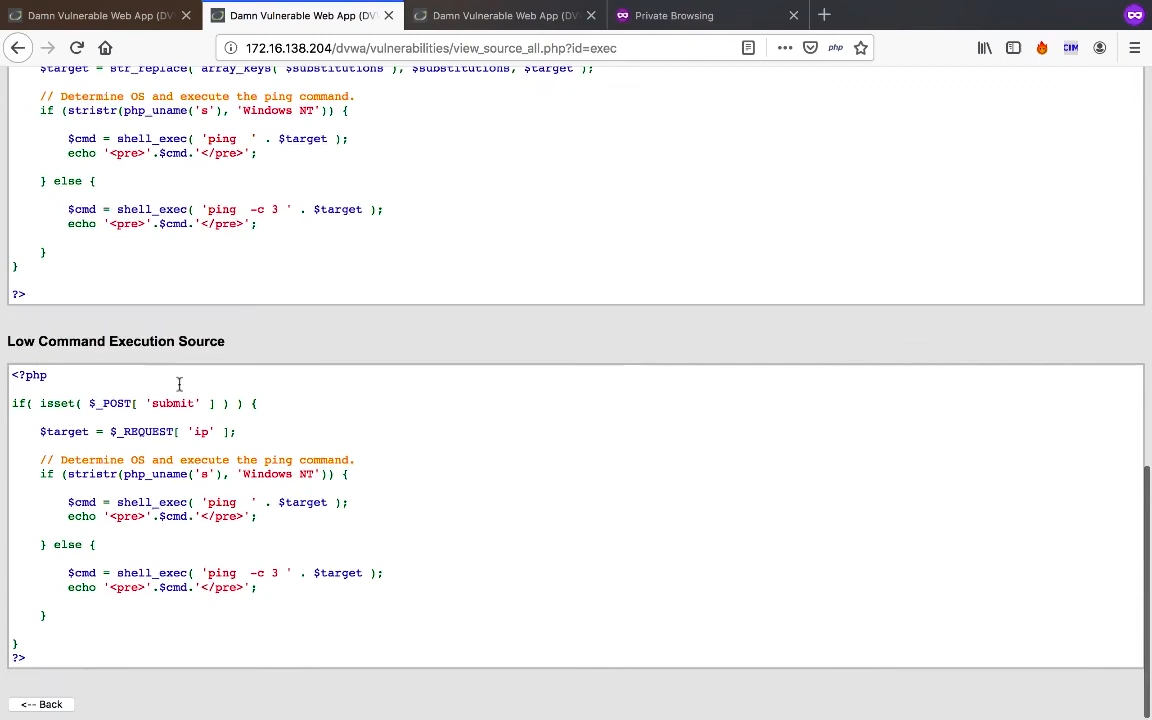 Damn Vulnerable Web App (DV
Damn Vulnerable Web App (DV
Damn Vulnerable Web App (DV
Private Browsing
172.16.138.204/dvwa/vulnerabilities/view_source_all.php?id=exec
php
CIM
$target = str_replace( array_keys( $substitutions ), $substitutions, $target );
// Determine OS and execute the ping command.
if (stristr(php_uname('s'), 'Windows NT')) {
$cmd = shell_exec( 'ping  ' . $target );
echo '<pre>'.$cmd.'</pre>';
} else {
$cmd = shell_exec( 'ping  -c 3 ' . $target );
echo '<pre>'.$cmd.'</pre>';
}
}
?>
Low Command Execution Source
<?php
if( isset( $_POST[ 'submit' ] ) ) {
$target = $_REQUEST[ 'ip' ];
// Determine OS and execute the ping command.
if (stristr(php_uname('s'), 'Windows NT')) {
$cmd = shell_exec( 'ping  ' . $target );
echo '<pre>'.$cmd.'</pre>';
} else {
$cmd = shell_exec( 'ping  -c 3 ' . $target );
echo '<pre>'.$cmd.'</pre>';
}
}
?>
<-- Back